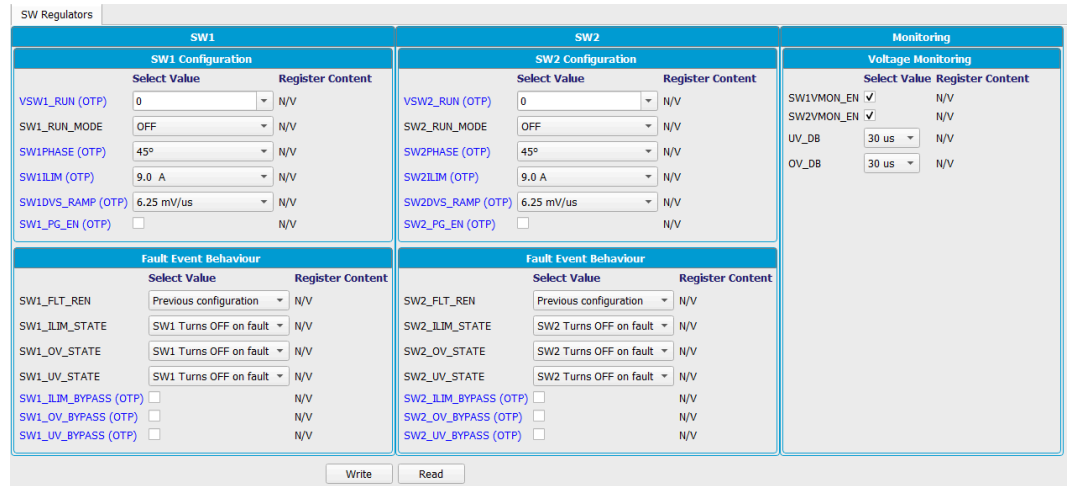 SW Regulators
SW1
SW1 Configuration
Select Value Register Content
VSW1_RUN (OTP) 0 N/V
SW1_RUN_MODE OFF N/V
SW1PHASE (OTP) 45º N/V
SW1ILIM (OTP) 9.0 A N/V
SW1DVS_RAMP (OTP) 6.25 mV/us N/V
SW1_PG_EN (OTP) N/V
Fault Event Behaviour
Select Value Register Content
SW1_FLT_REN Previous configuration N/V
SW1_ILIM_STATE SW1 Turns OFF on fault N/V
SW1_OV_STATE SW1 Turns OFF on fault N/V
SW1_UV_STATE SW1 Turns OFF on fault N/V
SW1_ILIM_BYPASS (OTP) N/V
SW1_OV_BYPASS (OTP) N/V
SW1_UV_BYPASS (OTP) N/V
SW2
SW2 Configuration
Select Value Register Content
VSW2_RUN (OTP) 0 N/V
SW2_RUN_MODE OFF N/V
SW2PHASE (OTP) 45º N/V
SW2ILIM (OTP) 9.0 A N/V
SW2DVS_RAMP (OTP) 6.25 mV/us N/V
SW2_PG_EN (OTP) N/V
Fault Event Behaviour
Select Value Register Content
SW2_FLT_REN Previous configuration N/V
SW2_ILIM_STATE SW2 Turns OFF on fault N/V
SW2_OV_STATE SW2 Turns OFF on fault N/V
SW2_UV_STATE SW2 Turns OFF on fault N/V
SW2_ILIM_BYPASS (OTP) N/V
SW2_OV_BYPASS (OTP) N/V
SW2_UV_BYPASS (OTP) N/V
Monitoring
Voltage Monitoring
Select Value Register Content
SW1VMON_EN N/V
SW2VMON_EN N/V
UV_DB 30 us N/V
OV_DB 30 us N/V
Write Read